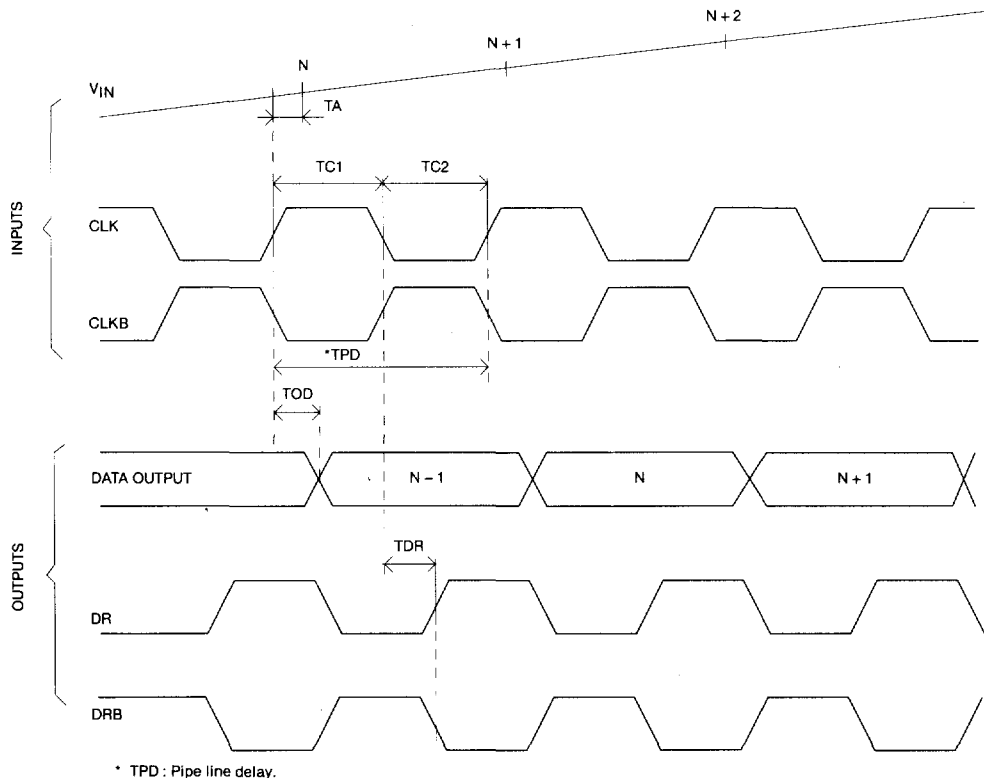 N + 2
N + 1
N
VIN
TA
TC1
TC2
INPUTS
CLK
CLKB
*TPD
TOD
DATA OUTPUT
N – 1
N
N + 1
TDR
OUTPUTS
DR
DRB
* TPD : Pipe line delay.